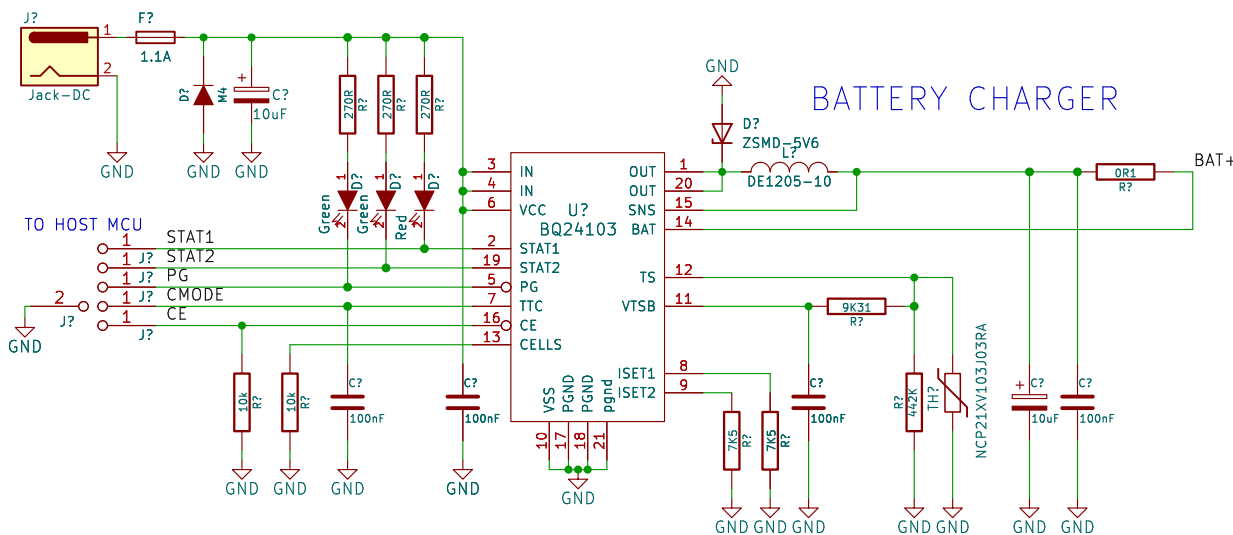 J?
1
2
Jack-DC
F?
1.1A
GND
D?
M4
GND
+
C?
10uF
GND
270R
R?
270R
R?
270R
R?
D?
1
2
Green
D?
1
2
Green
D?
1
2
Red
TO HOST MCU
1
STAT1
1
STAT2
J?
1
PG
2
1
CMODE
J?
J?
1
CE
J?
GND
10k
R?
GND
10k
R?
GND
C?
100nF
GND
C?
100nF
GND
3
IN
4
IN
6
VCC
2
STAT1
19
STAT2
5
PG
7
TTC
16
CE
13
CELLS
U?
BQ24103
OUT
1
OUT
20
SNS
15
BAT
14
TS
12
VTSB
11
ISET1
8
ISET2
9
VSS
PGND
PGND
pgnd
10
17
18
21
GND
GND
D?
ZSMD-5V6
L?
DE1205-10
BATTERY CHARGER
0R1
R?
BAT+
9K31
R?
7K5
R?
GND
7K5
R?
GND
C?
100nF
GND
R?
442K
GND
TH?
NCP21XV103J03RA
GND
+
C?
10uF
GND
C?
100nF
GND